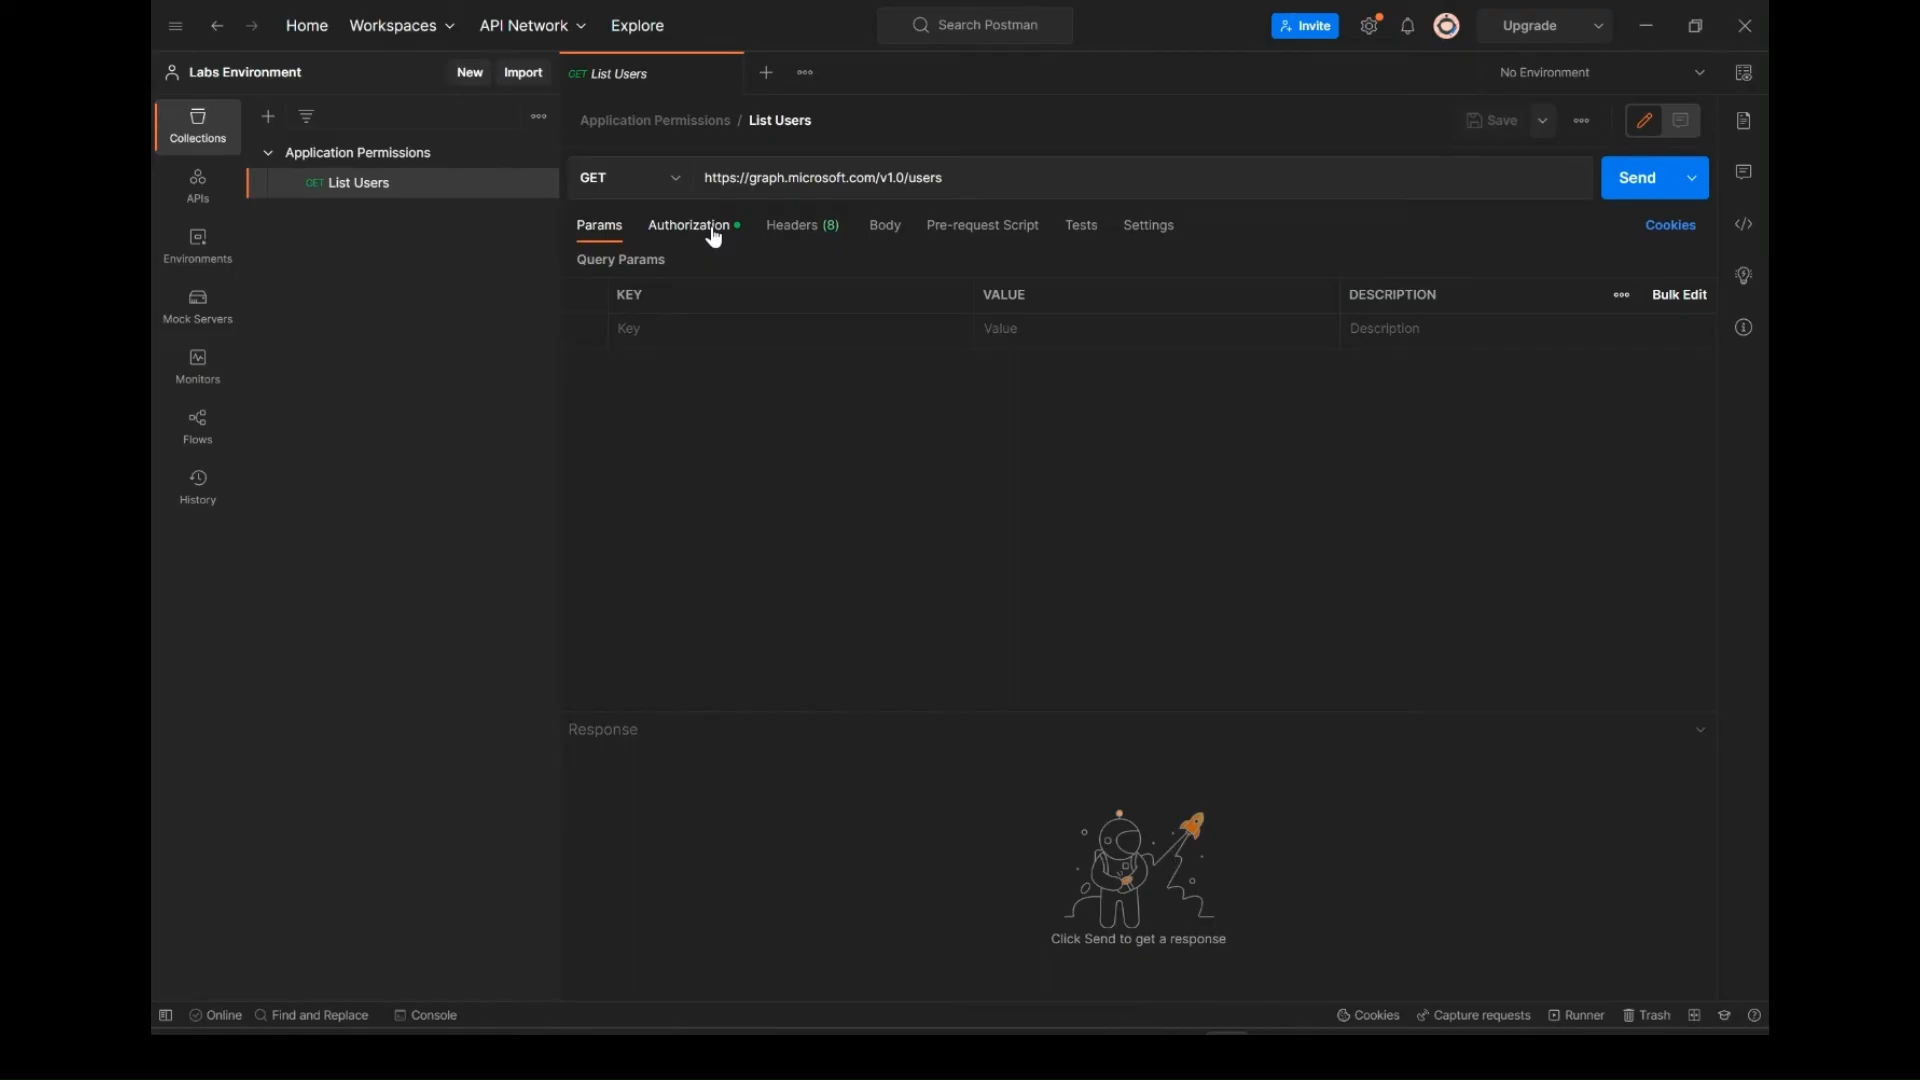 Home Workspaces API Network Explore Search Postman Invite Upgrade
Labs Environment New Import GET List Users No Environment
Collections
Application Permissions / List Users Save
Application Permissions
GET List Users
GET https://graph.microsoft.com/v1.0/users Send
APIs
Params Authorization Headers (8) Body Pre-request Script Tests Settings Cookies
Environments
Query Params
KEY VALUE DESCRIPTION Bulk Edit
Mock Servers
Key Value Description
Monitors
Flows
History
Response
Click Send to get a response
Online Find and Replace Console Cookies Capture requests Runner Trash